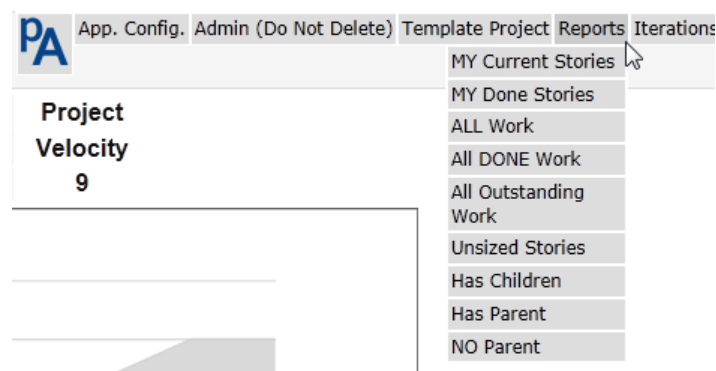 pA App. Config. Admin (Do Not Delete) Template Project Reports Iterations
MY Current Stories
MY Done Stories
ALL Work
All DONE Work
All Outstanding
Work
Unsized Stories
Has Children
Has Parent
NO Parent
Project
Velocity
9